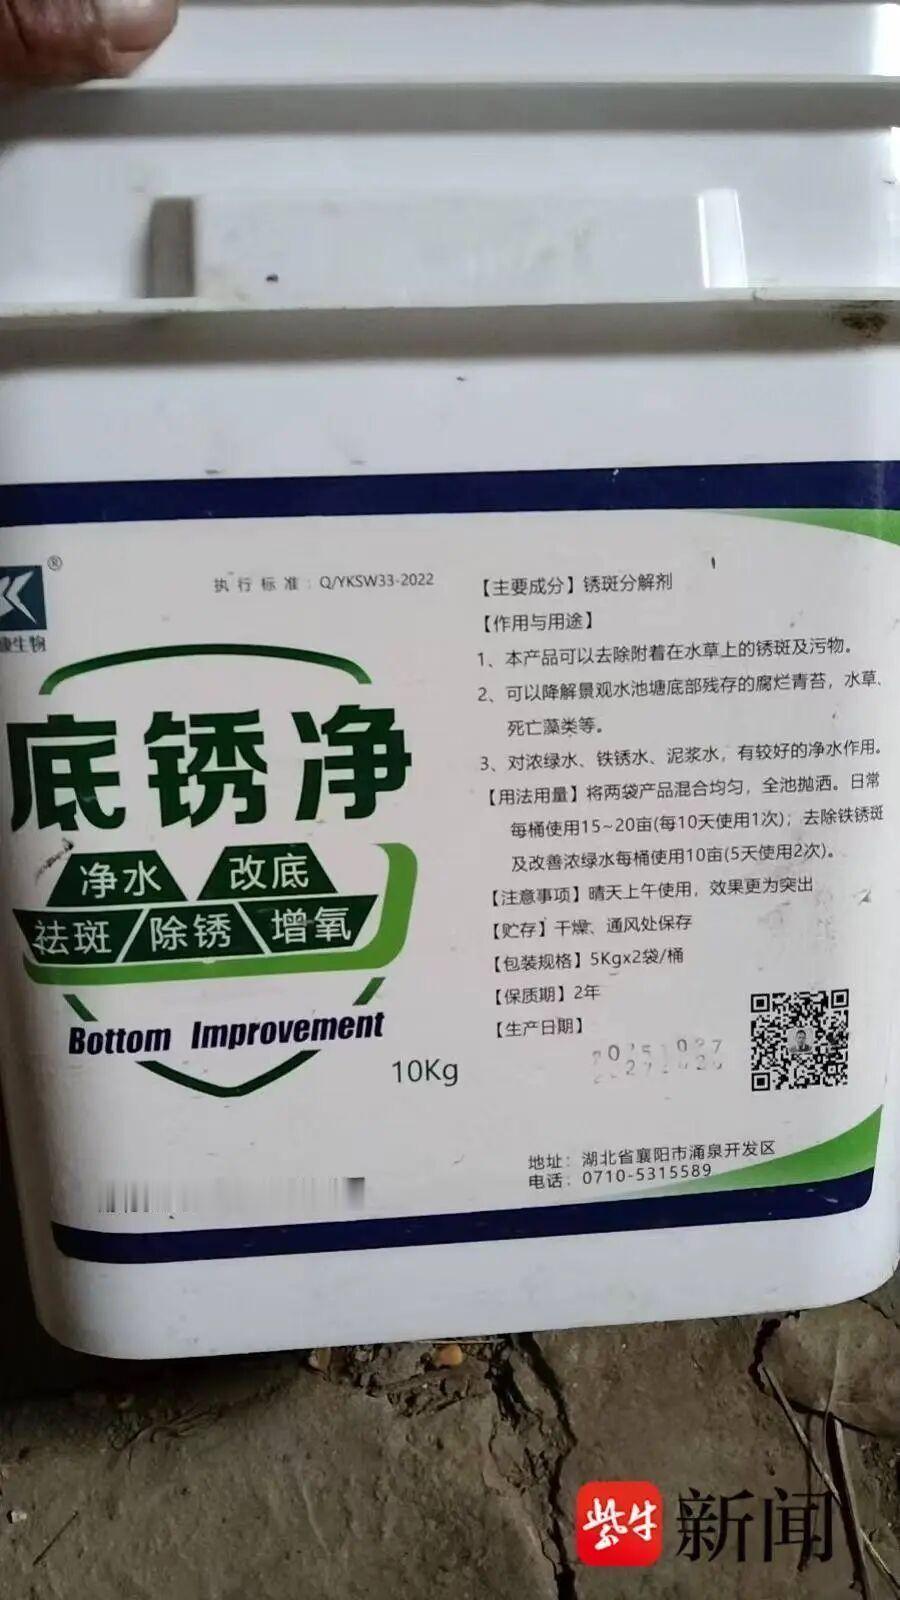 ®
康生物
执行标准：Q/YKSW33-2022
底锈净
净水 改底
祛斑 除锈 增氧
Bottom Improvement
10Kg
【主要成分】锈斑分解剂
【作用与用途】
1、本产品可以去除附着在水草上的锈斑及污物。
2、可以降解景观水池塘底部残存的腐烂青苔，水草、
死亡藻类等。
3、对浓绿水、铁锈水、泥浆水，有较好的净水作用。
【用法用量】将两袋产品混合均匀，全池抛洒。日常
每桶使用15~20亩(每10天使用1次)；去除铁锈斑
及改善浓绿水每桶使用10亩(5天使用2次)。
【注意事项】晴天上午使用，效果更为突出
【贮存】干燥、通风处保存
【包装规格】5Kgx2袋/桶
【保质期】2年
【生产日期】
地址：湖北省襄阳市涌泉开发区
电话：0710-5315589
紫牛新闻